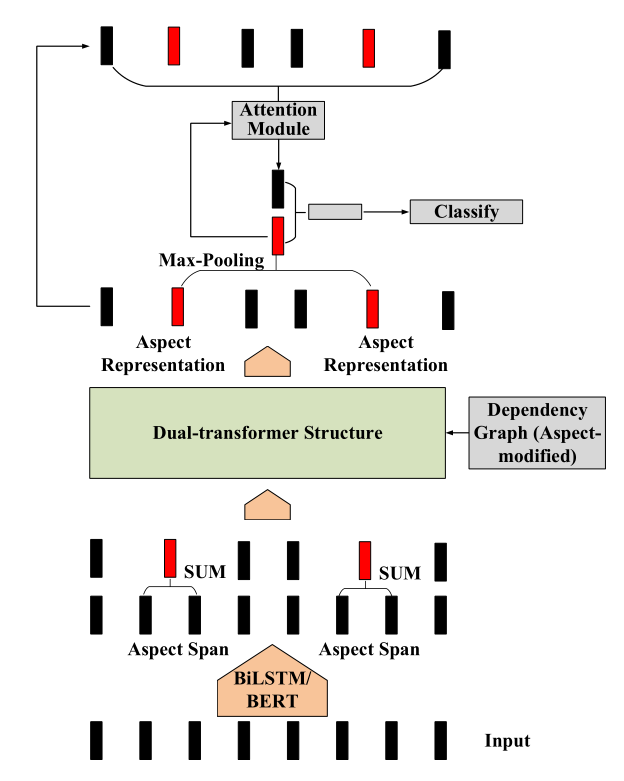 Attention
Module
Classify
Max-Pooling
Aspect
Representation
Aspect
Representation
Dual-transformer Structure
Dependency
Graph (Aspect-
modified)
SUM
SUM
Aspect Span
Aspect Span
BiLSTM/
BERT
Input